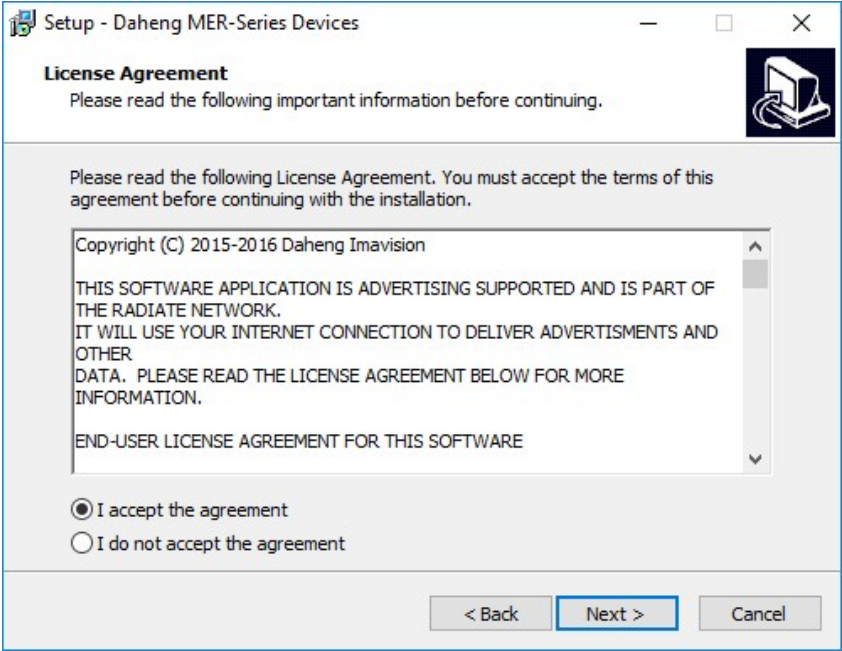 Setup - Daheng MER-Series Devices
License Agreement
Please read the following important information before continuing.
Please read the following License Agreement. You must accept the terms of this
agreement before continuing with the installation.
Copyright (C) 2015-2016 Daheng Imavision
THIS SOFTWARE APPLICATION IS ADVERTISING SUPPORTED AND IS PART OF
THE RADIATE NETWORK.
IT WILL USE YOUR INTERNET CONNECTION TO DELIVER ADVERTISMENTS AND
OTHER
DATA.  PLEASE READ THE LICENSE AGREEMENT BELOW FOR MORE
INFORMATION.
END-USER LICENSE AGREEMENT FOR THIS SOFTWARE
I accept the agreement
I do not accept the agreement
< Back Next > Cancel